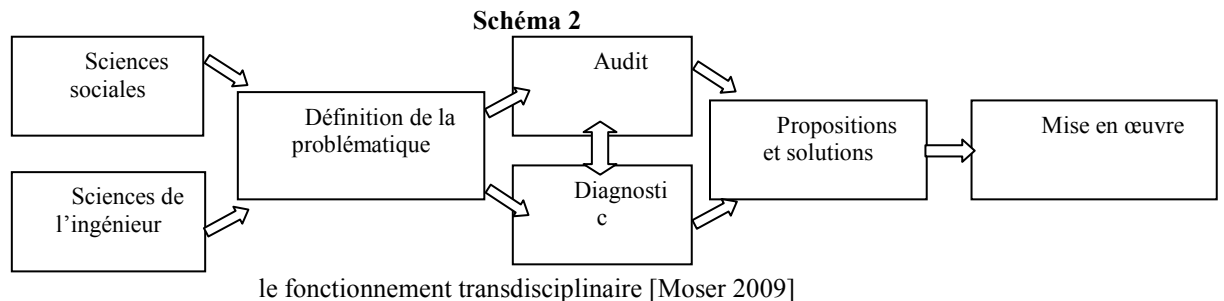 Schéma 2
Sciences
sociales
Sciences de
l’ingénieur
Définition de la
problématique
Audit
Diagnosti
c
Propositions
et solutions
Mise en œuvre
le fonctionnement transdisciplinaire [Moser 2009]